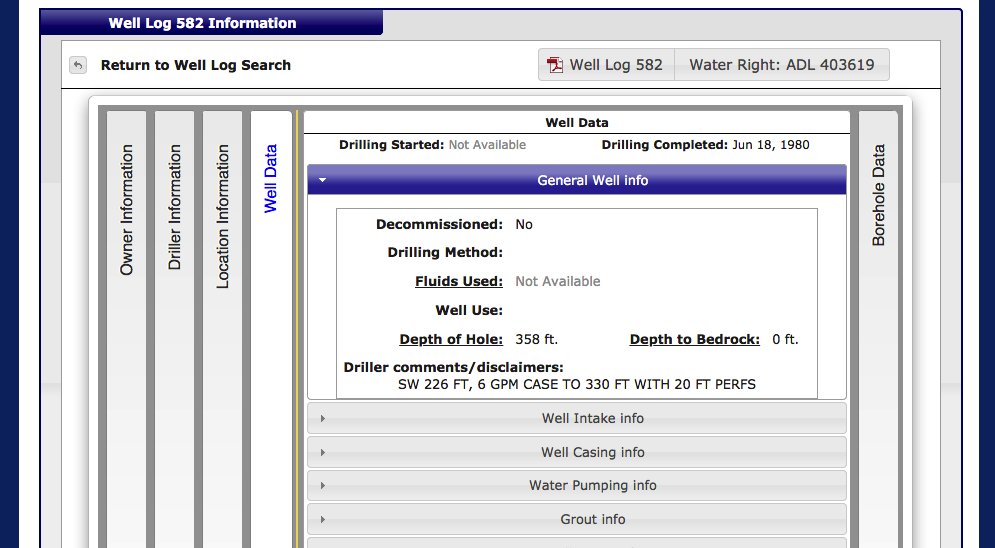 Well Log 582 Information
Return to Well Log Search
Well Log 582
Water Right: ADL 403619
Owner Information
Driller Information
Location Information
Well Data
Well Data
Drilling Started: Not Available
Drilling Completed: Jun 18, 1980
General Well info
Decommissioned: No
Drilling Method:
Fluids Used: Not Available
Well Use:
Depth of Hole: 358 ft.
Depth to Bedrock: 0 ft.
Driller comments/disclaimers:
SW 226 FT, 6 GPM CASE TO 330 FT WITH 20 FT PERFS
Well Intake info
Well Casing info
Water Pumping info
Grout info
Borehole Data